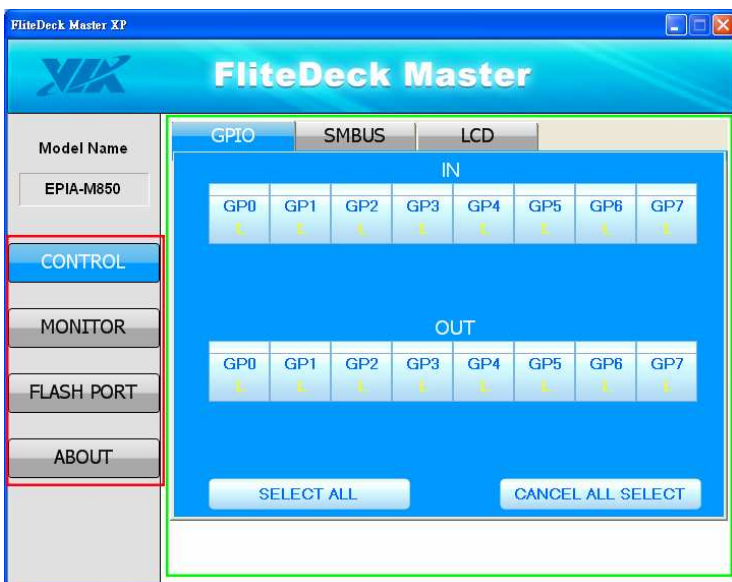 FliteDeck Master XP
VIA
FliteDeck Master
Model Name
EPIA-M850
CONTROL
MONITOR
FLASH PORT
ABOUT
GPIO SMBUS LCD
IN
GP0 GP1 GP2 GP3 GP4 GP5 GP6 GP7
L L L L L L L L
OUT
GP0 GP1 GP2 GP3 GP4 GP5 GP6 GP7
L L L L L L L L
SELECT ALL CANCEL ALL SELECT